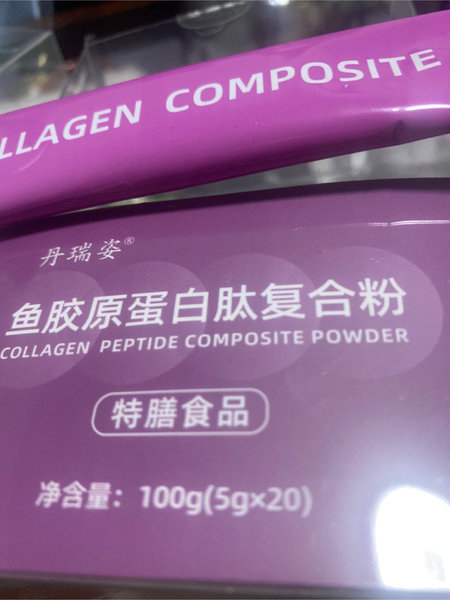 LLAGEN COMPOSITE
丹瑞姿®
鱼胶原蛋白肽复合粉
COLLAGEN PEPTIDE COMPOSITE POWDER
特膳食品
净含量：100g(5g×20)